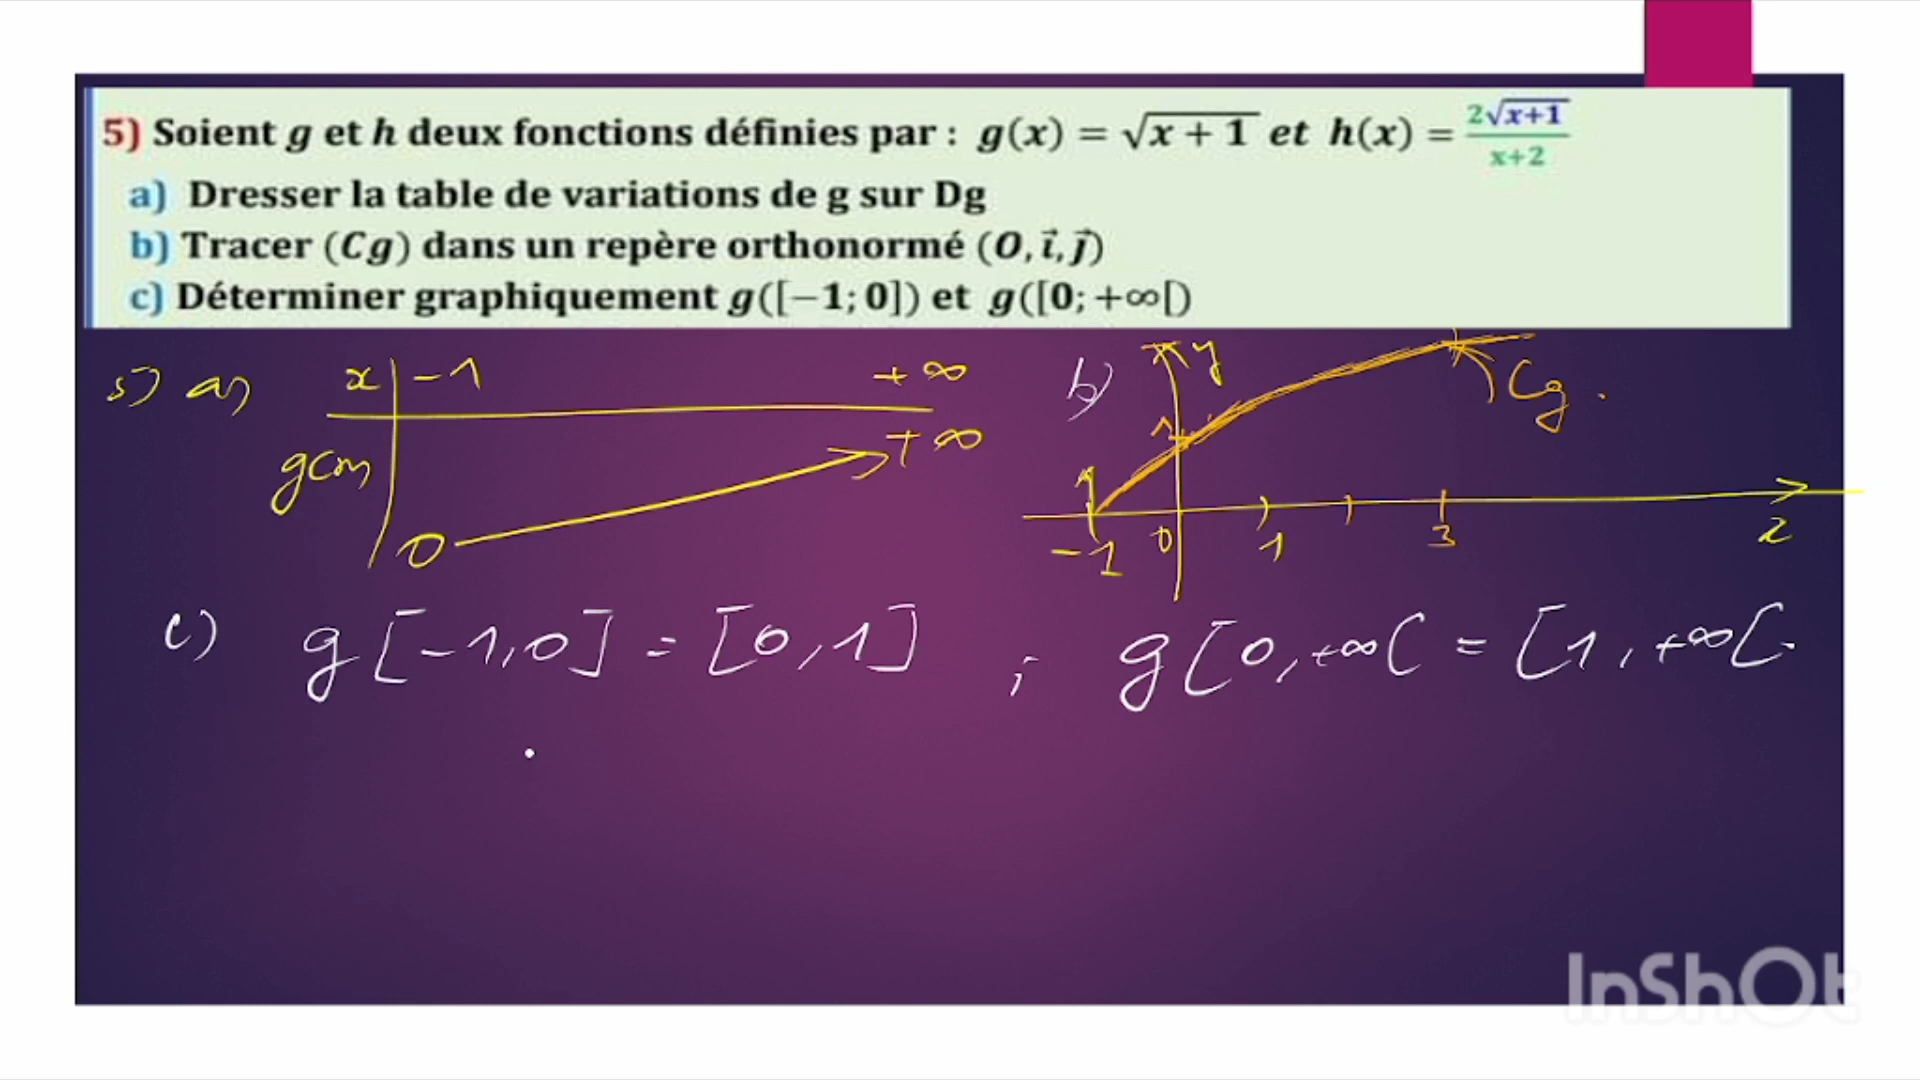 5) Soient g et h deux fonctions définies par : g(x) = √x + 1 et h(x) = 2√x+1 / x+2
a) Dresser la table de variations de g sur Dg
b) Tracer (Cg) dans un repère orthonormé (O, i⃗, j⃗)
c) Déterminer graphiquement g([−1; 0]) et g([0; +∞[)
5) a)
x -1 +∞
g(x) 0 +∞
b)
y
Cg.
1
-1 0 1 3
x
c) g[-1,0] = [0,1] ; g[0,+∞[ = [1,+∞[.
InShOt